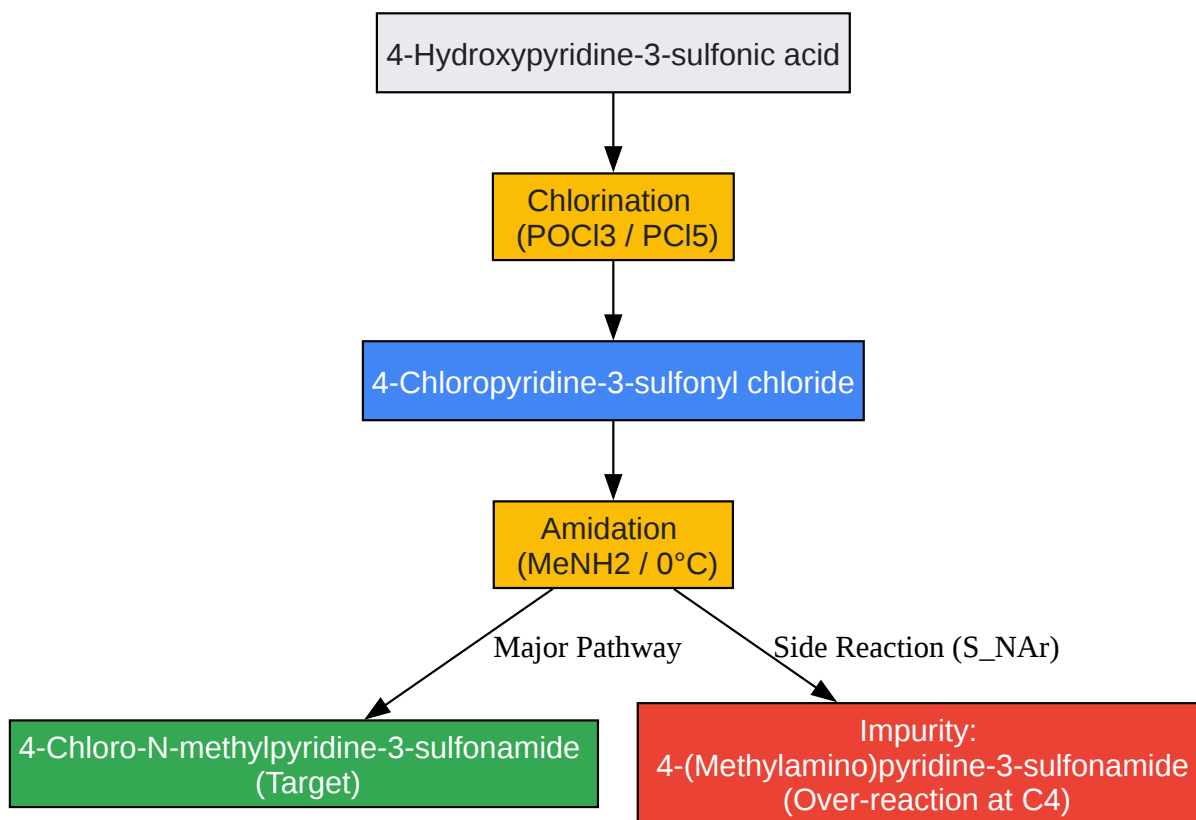 4-Hydroxypyridine-3-sulfonic acid
Chlorination
(POCl3 / PCl5)
4-Chloropyridine-3-sulfonyl chloride
Amidation
(MeNH2 / 0°C)
Major Pathway
Side Reaction (S_NAr)
4-Chloro-N-methylpyridine-3-sulfonamide
(Target)
Impurity:
4-(Methylamino)pyridine-3-sulfonamide
(Over-reaction at C4)